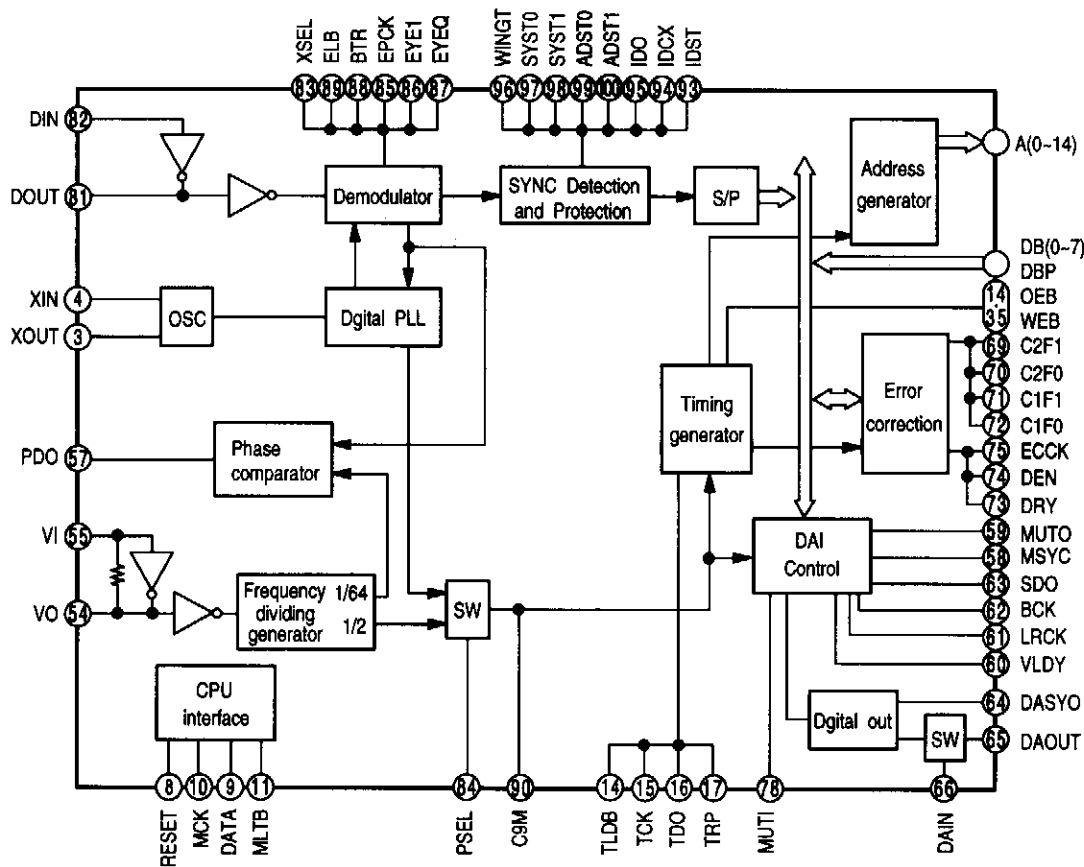 XSEL
ELB
BTR
EPCK
EYE1
EYEQ
WINGT
SYST0
SYST1
ADST0
ADST1
IDO
IDCX
IDST
83
89
88
85
86
87
96
97
98
99
100
95
94
93
DIN
82
DOUT
81
Demodulator
SYNC Detection
and Protection
S/P
Address
generator
A(0~14)
DB(0~7)
DBP
XIN
4
XOUT
3
OSC
Dgital PLL
14
OEB
35
WEB
69
C2F1
70
C2F0
71
C1F1
72
C1F0
75
ECCK
74
DEN
73
DRY
Timing
generator
Error
correction
PDO
57
Phase
comparator
VI
55
VO
54
Frequency
dividing
generator
1/64
1/2
SW
DAI
Control
59
MUTO
58
MSYC
63
SDO
62
BCK
61
LRCK
60
VLDY
CPU
interface
Dgital out
64
DASYO
SW
65
DAOUT
8
10
9
11
84
90
14
15
16
17
78
66
RESET
MCK
DATA
MLTB
PSEL
C9M
TLDB
TCK
TDO
TRP
MUTI
DAIN